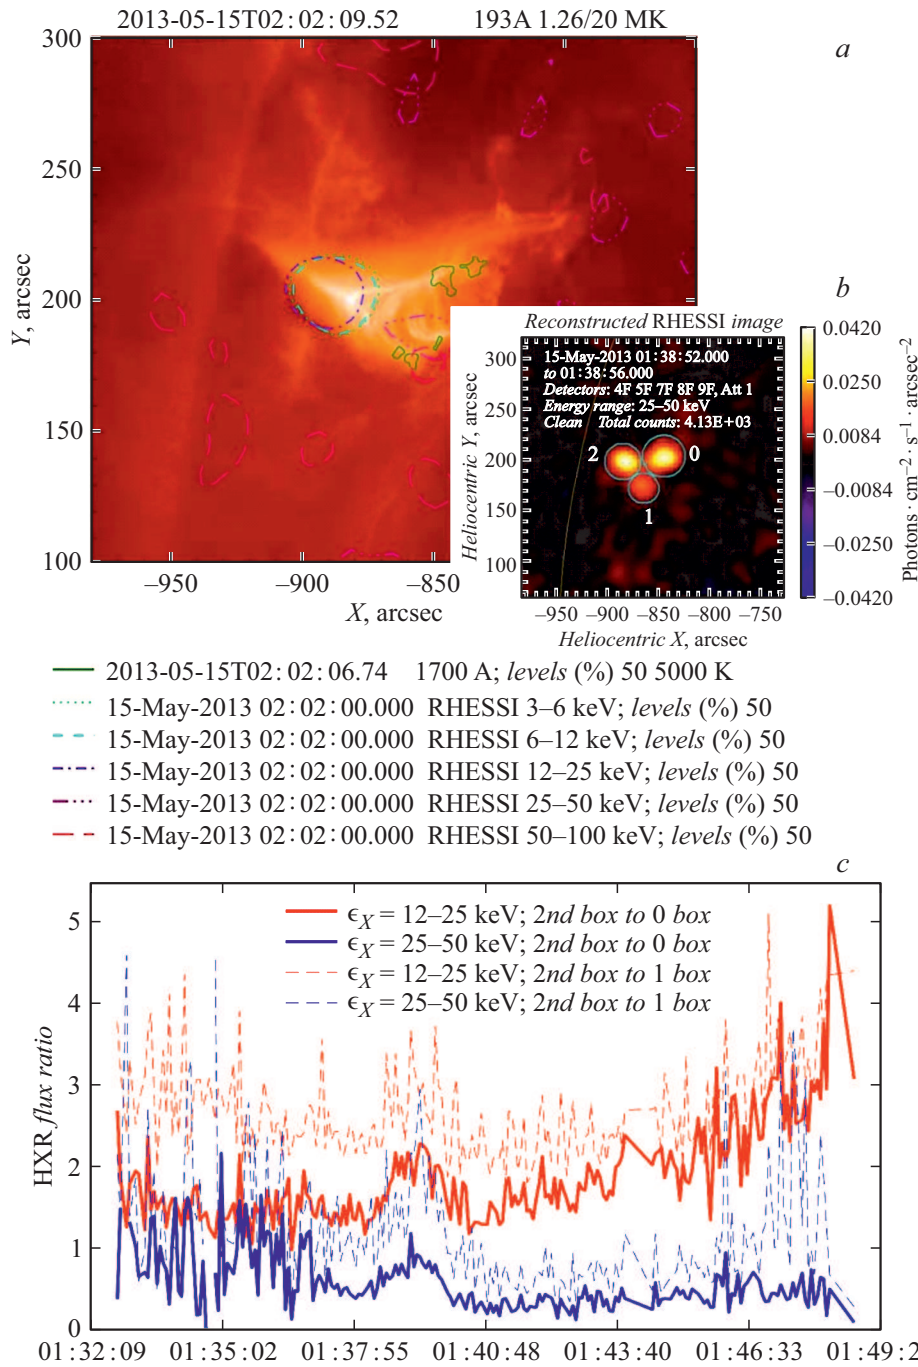 2013-05-15T02:02:09.52 193A 1.26/20 MK
a
300
250
200
150
100
Y, arcsec
−950 −900 −850
X, arcsec
b
Reconstructed RHESSI image
15-May-2013 01:38:52.000
to 01:38:56.000
Detectors: 4F 5F 7F 8F 9F, Att 1
Energy range: 25–50 keV
Clean Total counts: 4.13E+03
2 0
1
300
250
200
150
100
Heliocentric Y, arcsec
−950 −900 −850 −800 −750
Heliocentric X, arcsec
0.0420
0.0250
0.0084
−0.0084
−0.0250
−0.0420
Photons · cm−2 · s−1 · arcsec−2
2013-05-15T02:02:06.74 1700 A; levels (%) 50 5000 K
15-May-2013 02:02:00.000 RHESSI 3–6 keV; levels (%) 50
15-May-2013 02:02:00.000 RHESSI 6–12 keV; levels (%) 50
15-May-2013 02:02:00.000 RHESSI 12–25 keV; levels (%) 50
15-May-2013 02:02:00.000 RHESSI 25–50 keV; levels (%) 50
15-May-2013 02:02:00.000 RHESSI 50–100 keV; levels (%) 50
c
ϵX = 12–25 keV; 2nd box to 0 box
ϵX = 25–50 keV; 2nd box to 0 box
ϵX = 12–25 keV; 2nd box to 1 box
ϵX = 25–50 keV; 2nd box to 1 box
5
4
3
2
1
0
HXR flux ratio
01:32:09 01:35:02 01:37:55 01:40:48 01:43:40 01:46:33 01:49:2